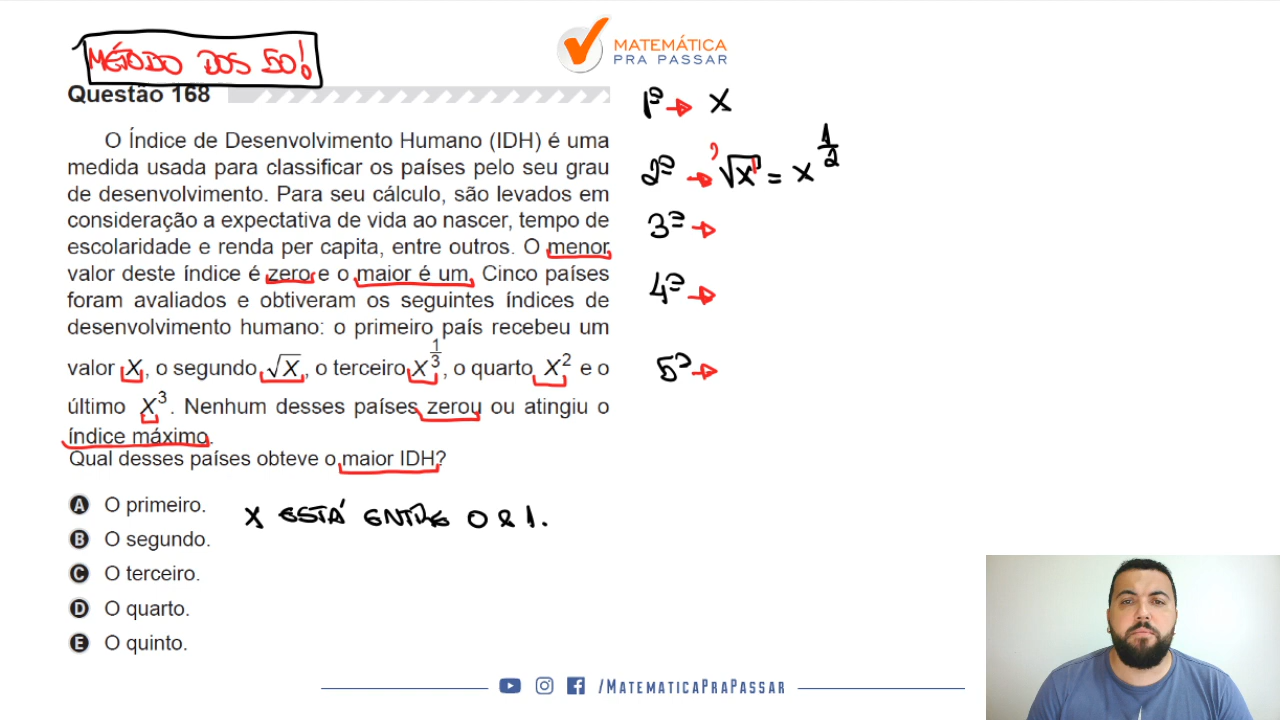 MÉTODO DOS 50!
MATEMÁTICA
PRA PASSAR
Questão 168
O Índice de Desenvolvimento Humano (IDH) é uma
medida usada para classificar os países pelo seu grau
de desenvolvimento. Para seu cálculo, são levados em
consideração a expectativa de vida ao nascer, tempo de
escolaridade e renda per capita, entre outros. O menor
valor deste índice é zero e o maior é um. Cinco países
foram avaliados e obtiveram os seguintes índices de
desenvolvimento humano: o primeiro país recebeu um
valor X, o segundo √X, o terceiro X^{1/3}, o quarto X² e o
último X³. Nenhum desses países zerou ou atingiu o
índice máximo.
Qual desses países obteve o maior IDH?
A O primeiro.
B O segundo.
C O terceiro.
D O quarto.
E O quinto.
X ESTÁ ENTRE 0 e 1.
1º → X
2º → ²√X¹ = X^{1/2}
3º →
4º →
5º →
/MATEMATICAPRAPASSAR